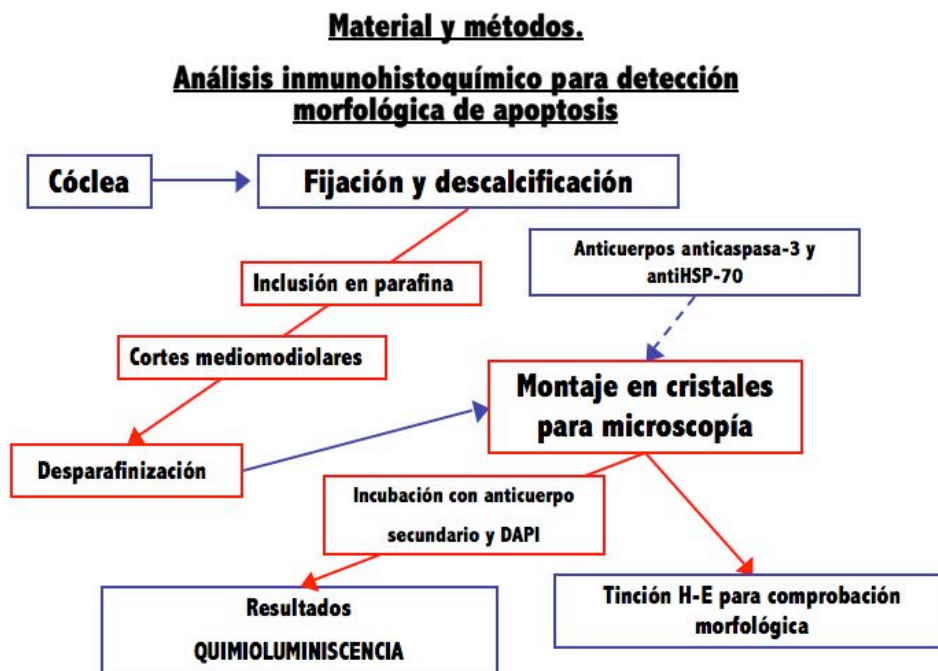 Material y métodos.
Análisis inmunohistoquímico para detección
morfológica de apoptosis
Cóclea
Fijación y descalcificación
Anticuerpos anticaspasa-3 y
antiHSP-70
Inclusión en parafina
Cortes mediomodiolares
Montaje en cristales
para microscopía
Desparafinización
Incubación con anticuerpo
secundario y DAPI
Resultados
QUIMIOLUMINISCENCIA
Tinción H-E para comprobación
morfológica